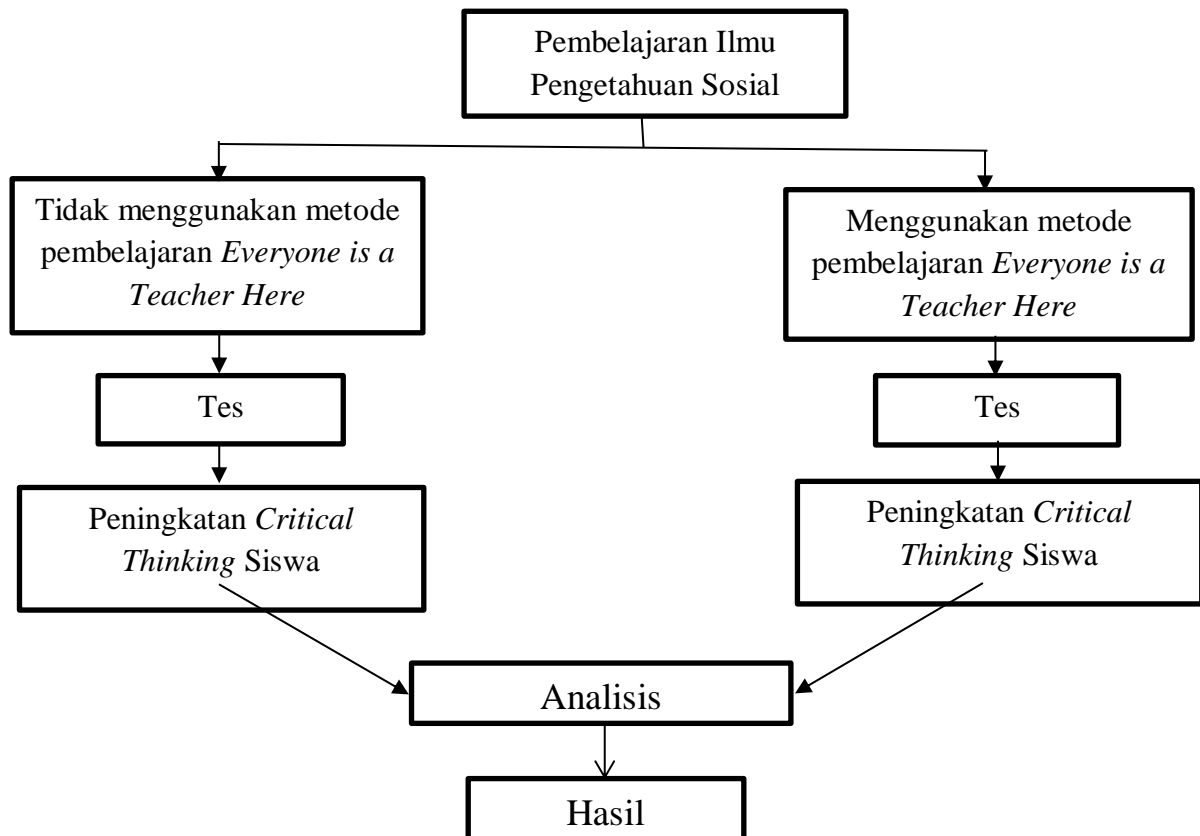 Pembelajaran Ilmu
Pengetahuan Sosial
Tidak menggunakan metode
pembelajaran Everyone is a
Teacher Here
Menggunakan metode
pembelajaran Everyone is a
Teacher Here
Tes
Tes
Peningkatan Critical
Thinking Siswa
Peningkatan Critical
Thinking Siswa
Analisis
Hasil